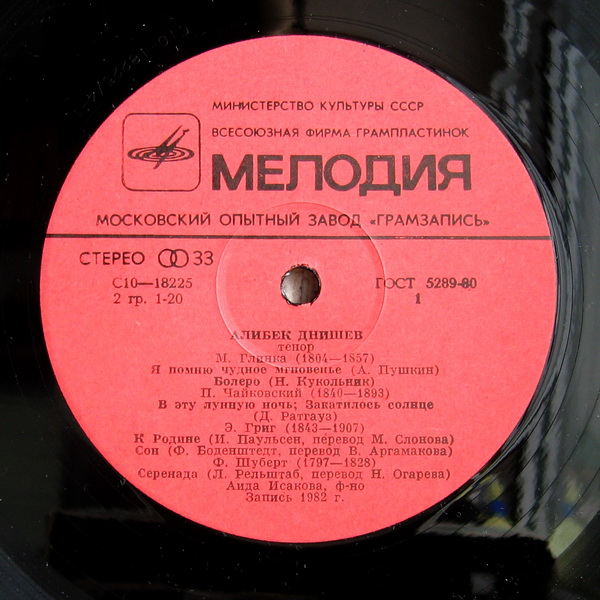 МИНИСТЕРСТВО КУЛЬТУРЫ СССР
ВСЕСОЮЗНАЯ ФИРМА ГРАМПЛАСТИНОК
МЕЛОДИЯ
МОСКОВСКИЙ ОПЫТНЫЙ ЗАВОД «ГРАМЗАПИСЬ»
СТЕРЕО 33
С10—18225
2 гр. 1-20
ГОСТ 5289-80
1
АЛИБЕК ДНИШЕВ
тенор
М. Глинка (1804—1857)
Я помню чудное мгновенье (А. Пушкин)
Болеро (Н. Кукольник)
П. Чайковский (1840—1893)
В эту лунную ночь; Закатилось солнце
(Д. Ратгауз)
Э. Григ (1843—1907)
К Родине (И. Паульсен, перевод М. Слонова)
Сон (Ф. Боденштедт, перевод В. Аргамакова)
Ф. Шуберт (1797—1828)
Серенада (Л. Рельштаб, перевод Н. Огарева)
Аида Исакова, ф-но
Запись 1982 г.